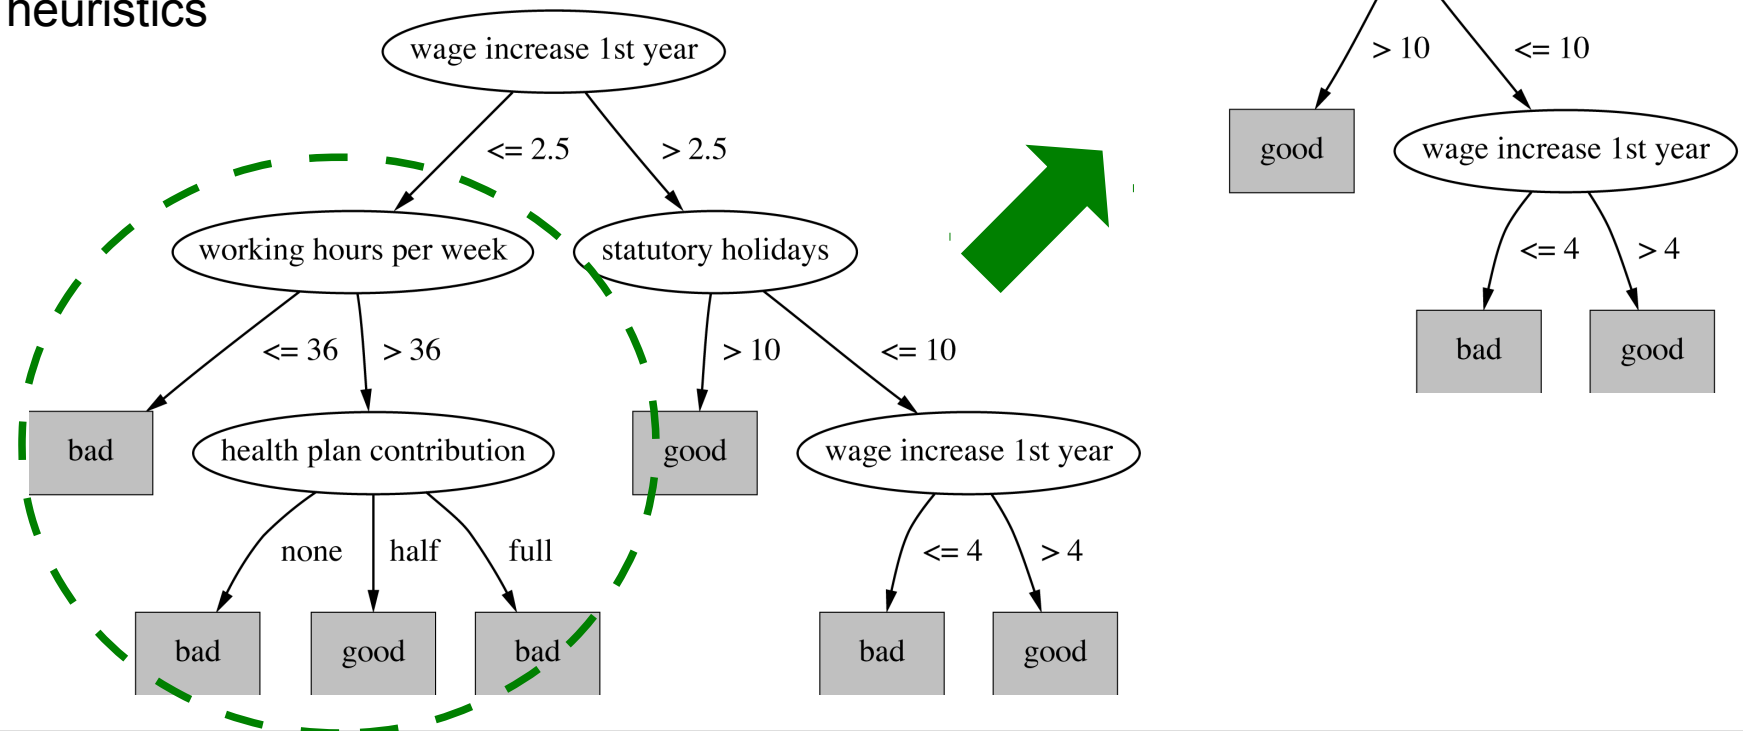 heuristics
wage increase 1st year
<= 2.5
> 2.5
working hours per week
statutory holidays
<= 36
> 36
> 10
<= 10
bad
health plan contribution
good
wage increase 1st year
none
half
full
<= 4
> 4
bad
good
bad
bad
good
> 10
<= 10
good
wage increase 1st year
<= 4
> 4
bad
good